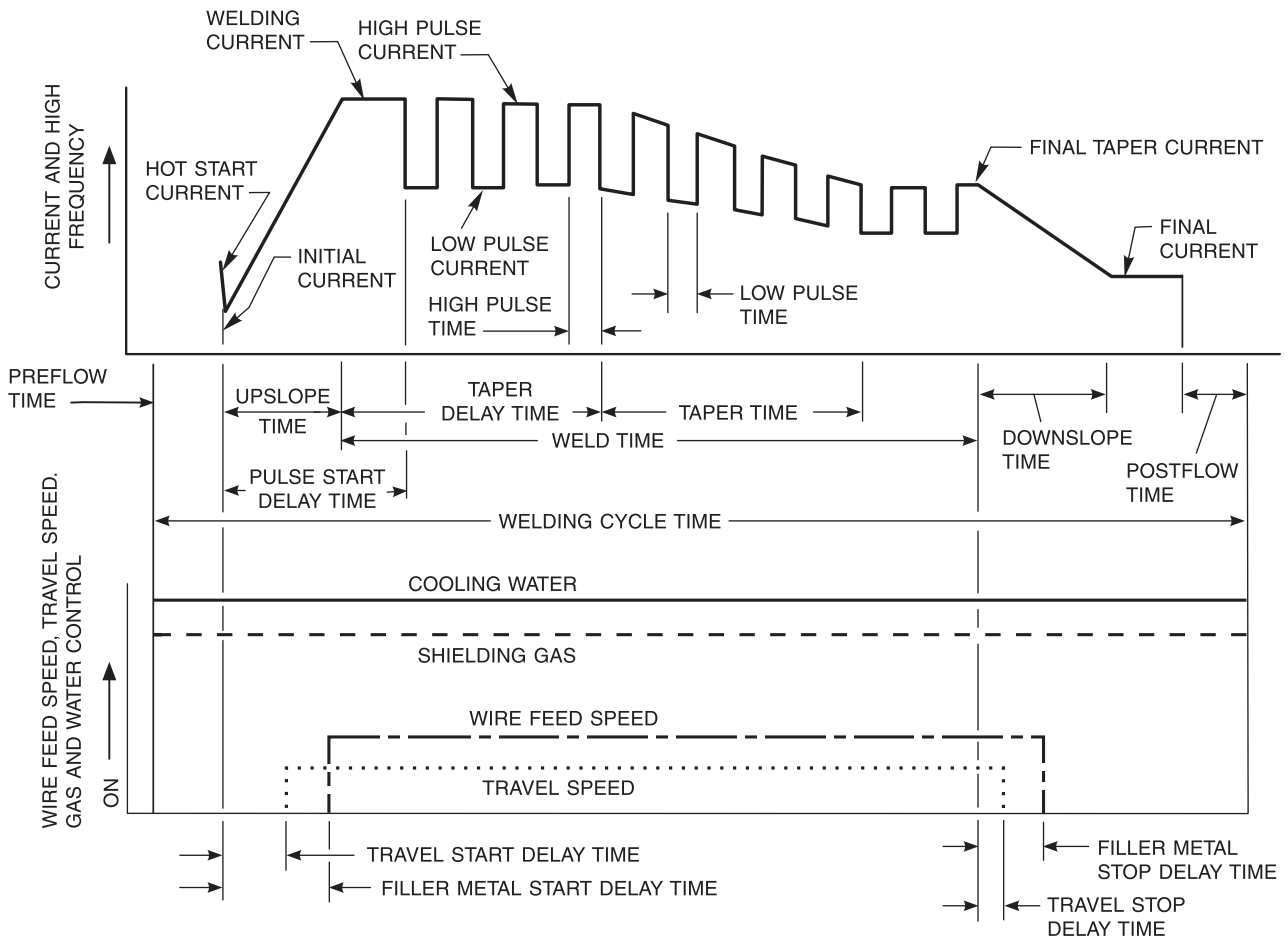 WELDING
CURRENT
HIGH PULSE
CURRENT
CURRENT AND HIGH
FREQUENCY
HOT START
CURRENT
FINAL TAPER CURRENT
INITIAL
CURRENT
LOW PULSE
CURRENT
FINAL
CURRENT
HIGH PULSE
TIME
LOW PULSE
TIME
PREFLOW
TIME
UPSLOPE
TIME
TAPER
DELAY TIME
TAPER TIME
WELD TIME
DOWNSLOPE
TIME
POSTFLOW
TIME
PULSE START
DELAY TIME
WELDING CYCLE TIME
WIRE FEED SPEED, TRAVEL SPEED.
GAS AND WATER CONTROL
ON
COOLING WATER
SHIELDING GAS
WIRE FEED SPEED
TRAVEL SPEED
TRAVEL START DELAY TIME
FILLER METAL START DELAY TIME
FILLER METAL
STOP DELAY TIME
TRAVEL STOP
DELAY TIME